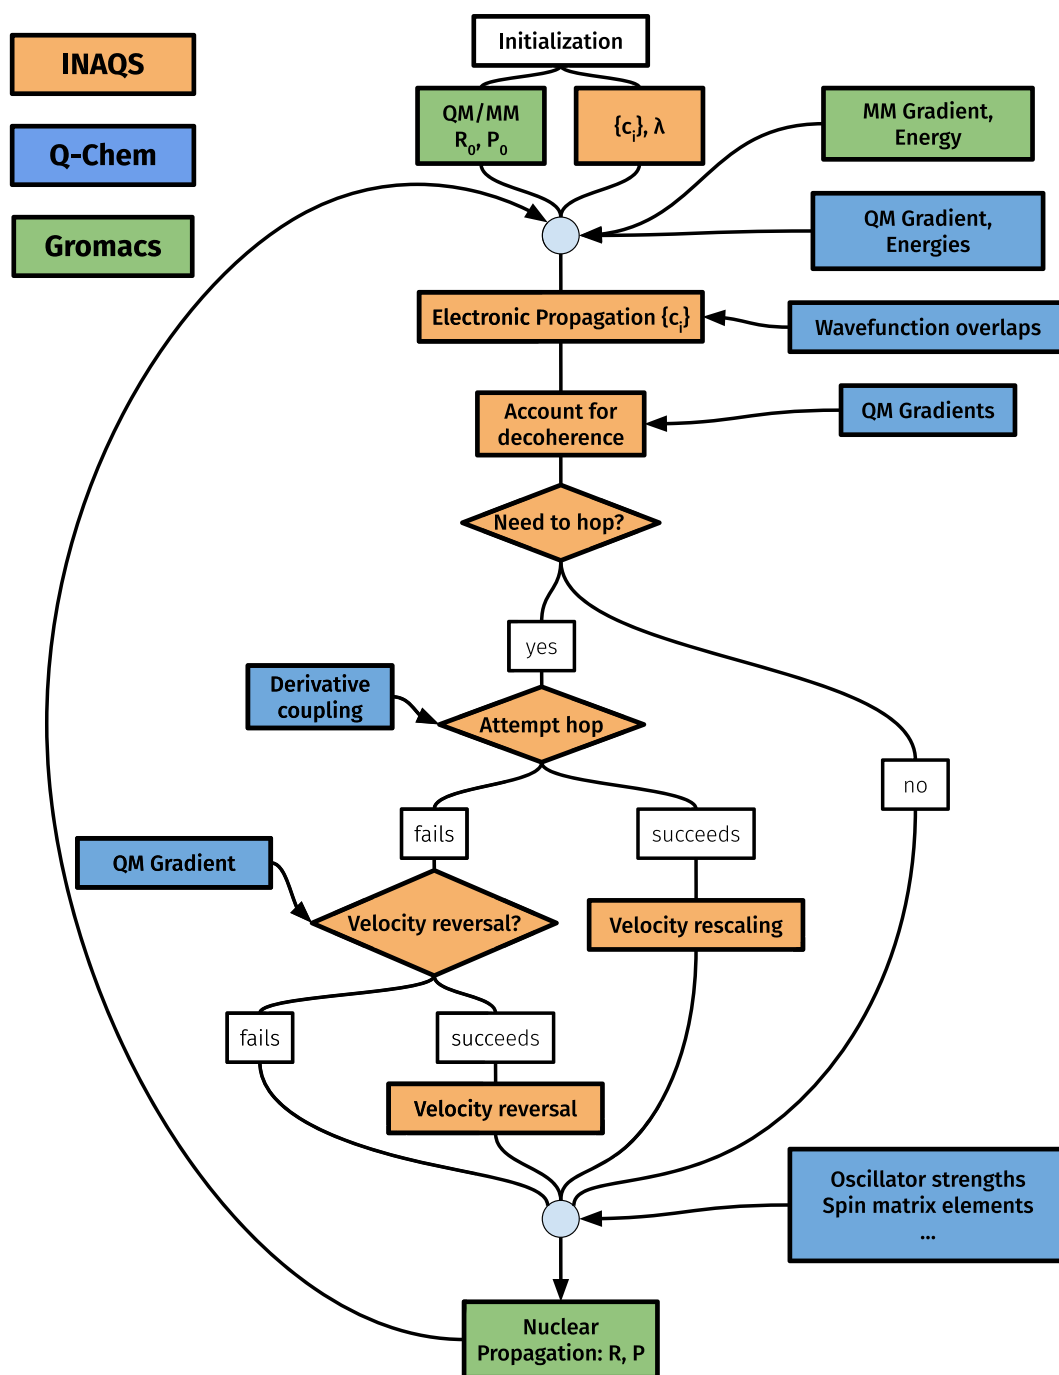 INAQS
Q-Chem
Gromacs
Initialization
QM/MM
R₀, P₀
{cᵢ}, λ
MM Gradient,
Energy
QM Gradient,
Energies
Electronic Propagation {cᵢ}
Wavefunction overlaps
Account for
decoherence
QM Gradients
Need to hop?
yes
no
Derivative
coupling
Attempt hop
fails
succeeds
QM Gradient
Velocity reversal?
Velocity rescaling
fails
succeeds
Velocity reversal
Oscillator strengths
Spin matrix elements
...
Nuclear
Propagation: R, P